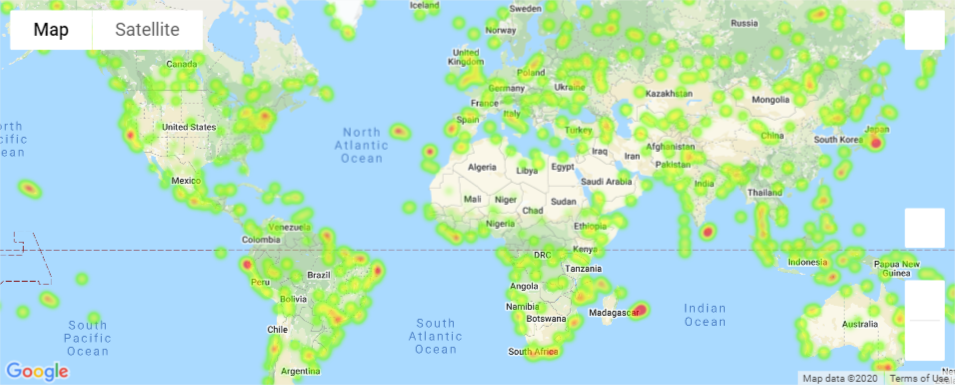 Map
Satellite
Iceland
Sweden
Norway
Russia
United
Kingdom
Canada
Poland
Germany
Ukraine
France
Kazakhstan
Mongolia
Italy
Spain
North
Atlantic
Ocean
United States
Türkiye
China
South Korea
Japan
Afghanistan
Iraq
Iran
Pakistan
Algeria
Libya
Egypt
Saudi Arabia
India
Mexico
Mali
Niger
Chad
Sudan
Thailand
Nigeria
Ethiopia
Venezuela
Colombia
DRC
Kenya
Tanzania
Indonesia
Papua New
Guinea
Peru
Brazil
Angola
Bolivia
Namibia
Botswana
Madagascar
Indian
Ocean
South
Pacific
Ocean
Chile
South
Atlantic
Ocean
Australia
South Africa
Argentina
Google
Map data ©2020
Terms of Use